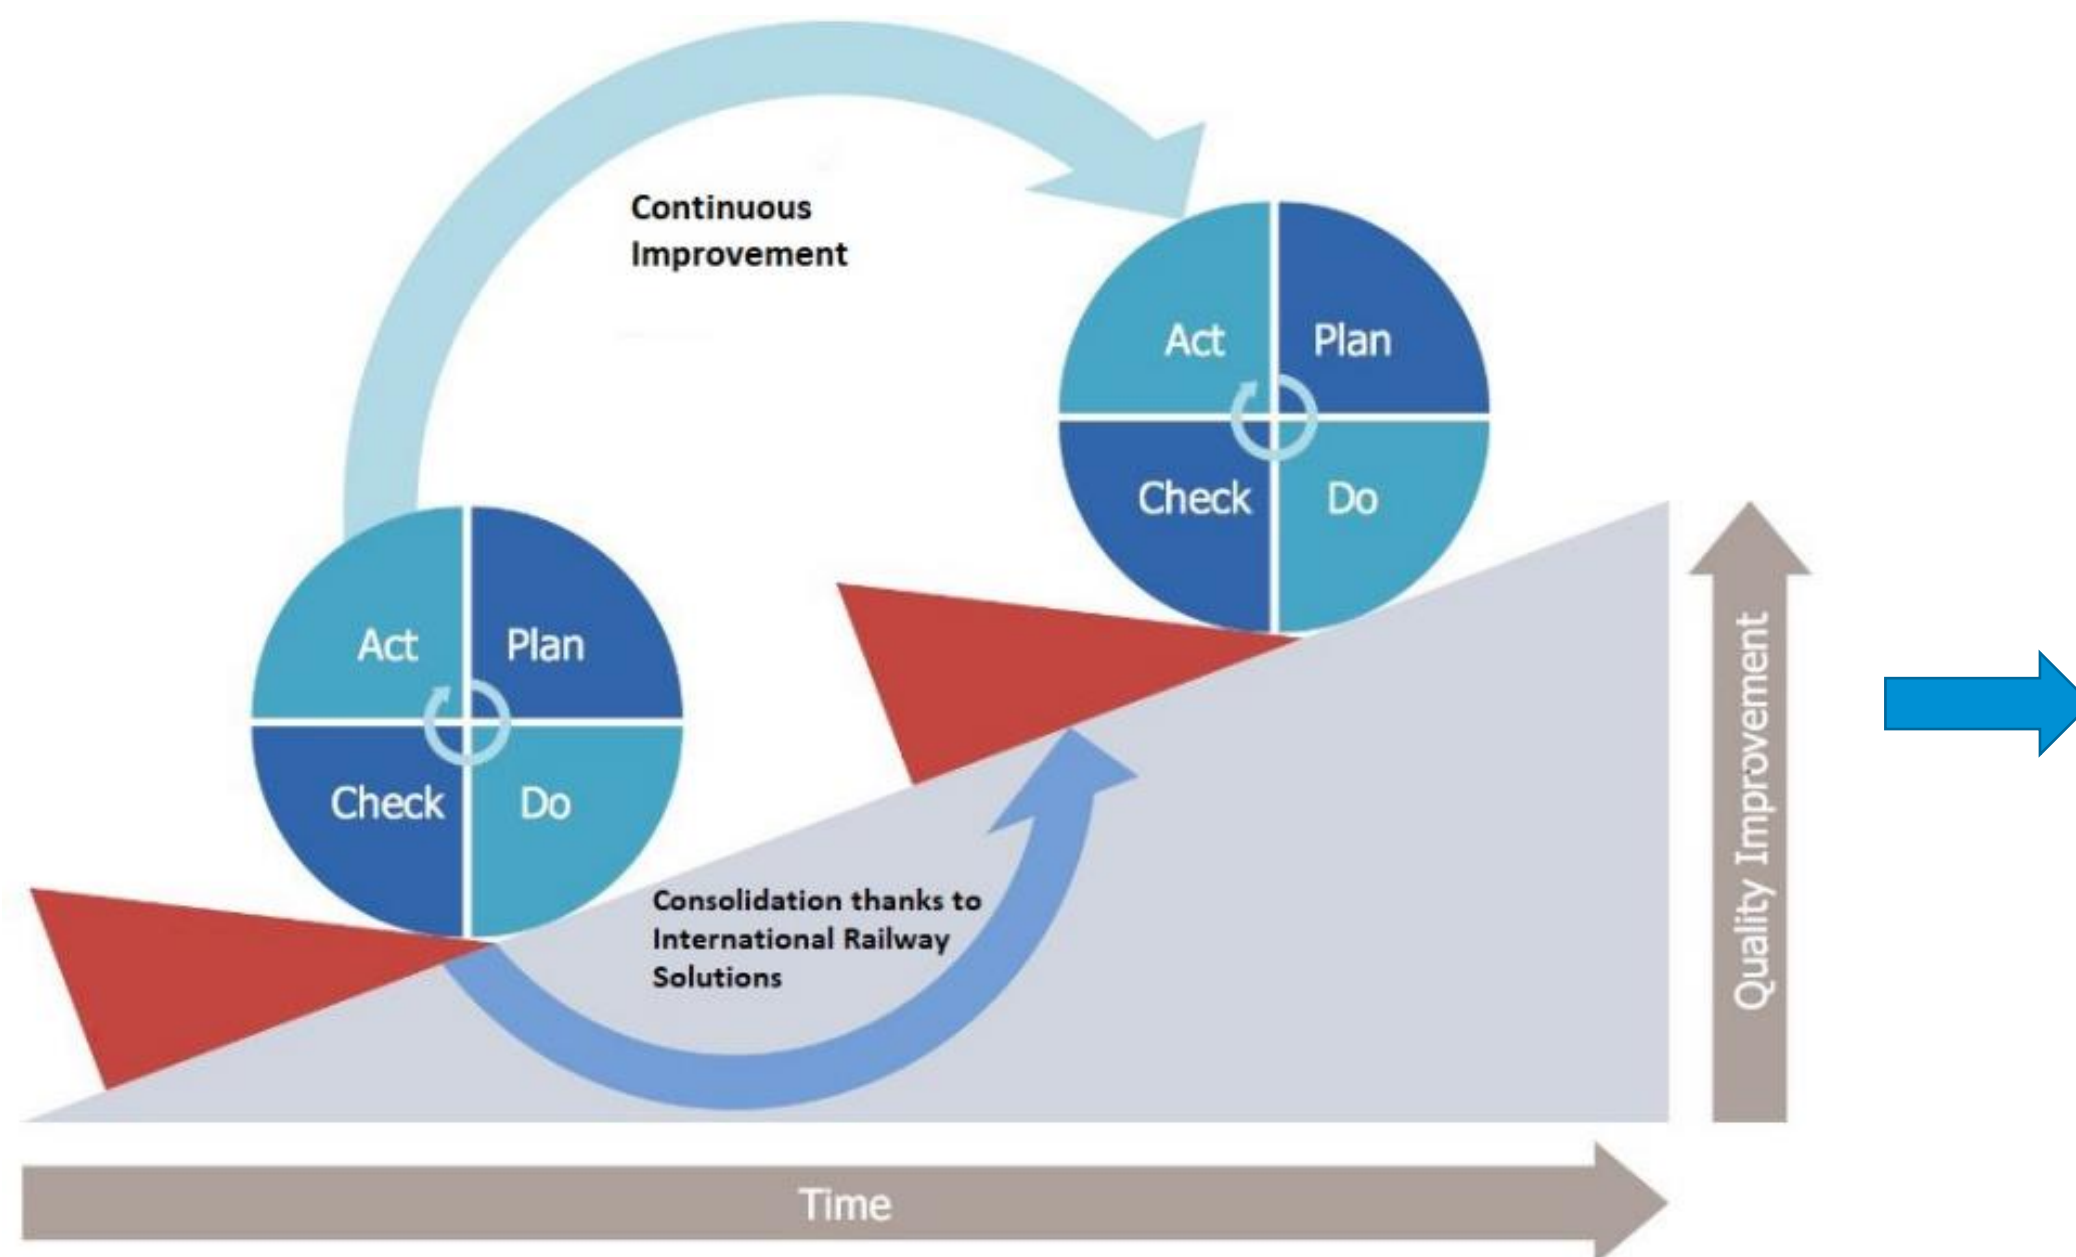 Continuous
Improvement
Act
Plan
Check
Do
Act
Plan
Check
Do
Consolidation thanks to
International Railway
Solutions
Quality Improvement
Time